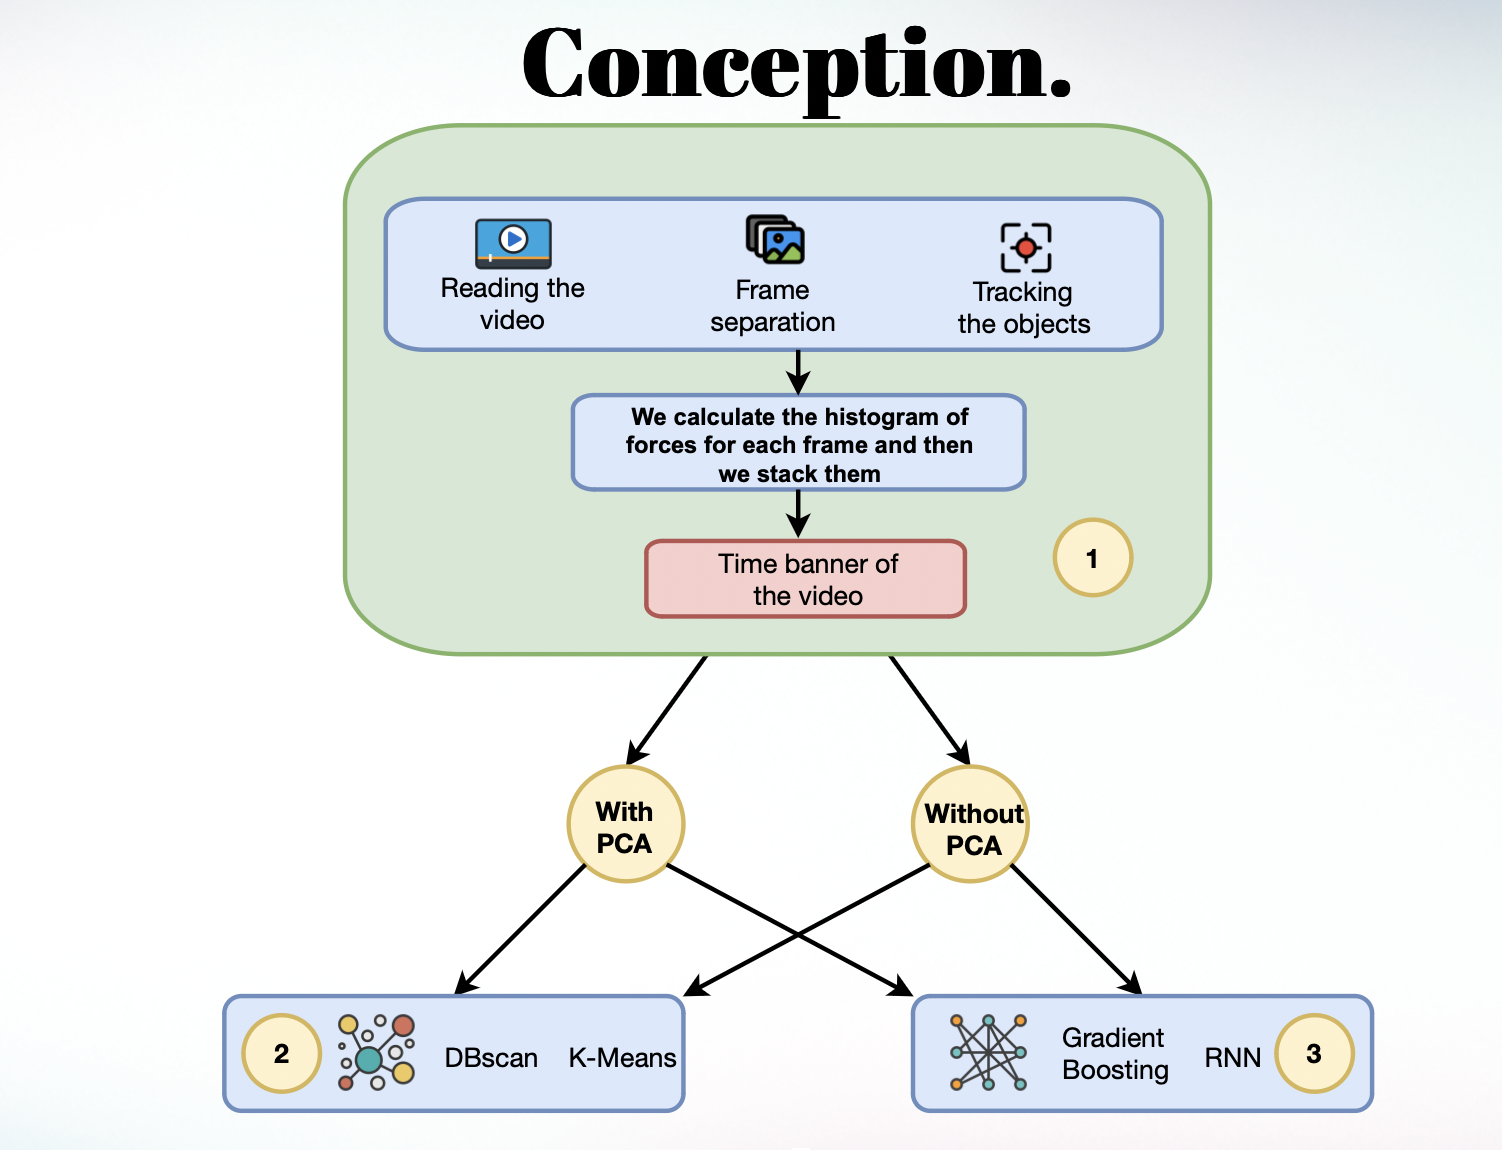 Conception.
Reading the
video
Frame
separation
Tracking
the objects
We calculate the histogram of
forces for each frame and then
we stack them
Time banner of
the video
1
With
PCA
Without
PCA
2
DBscan
K-Means
Gradient
Boosting
RNN
3